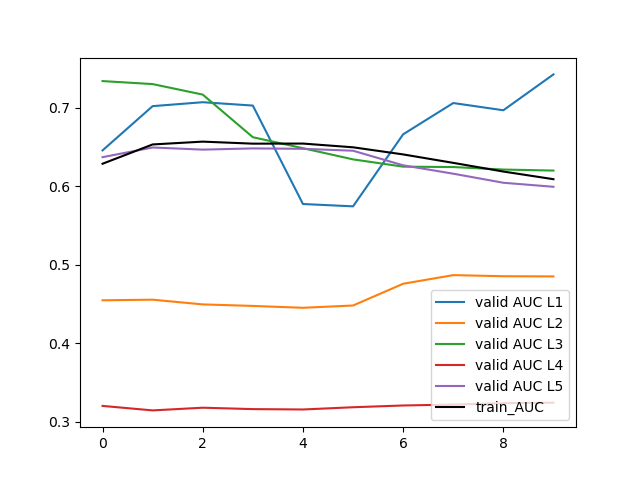 0.7
0.6
0.5
0.4
0.3
0 2 4 6 8
valid AUC L1
valid AUC L2
valid AUC L3
valid AUC L4
valid AUC L5
train_AUC